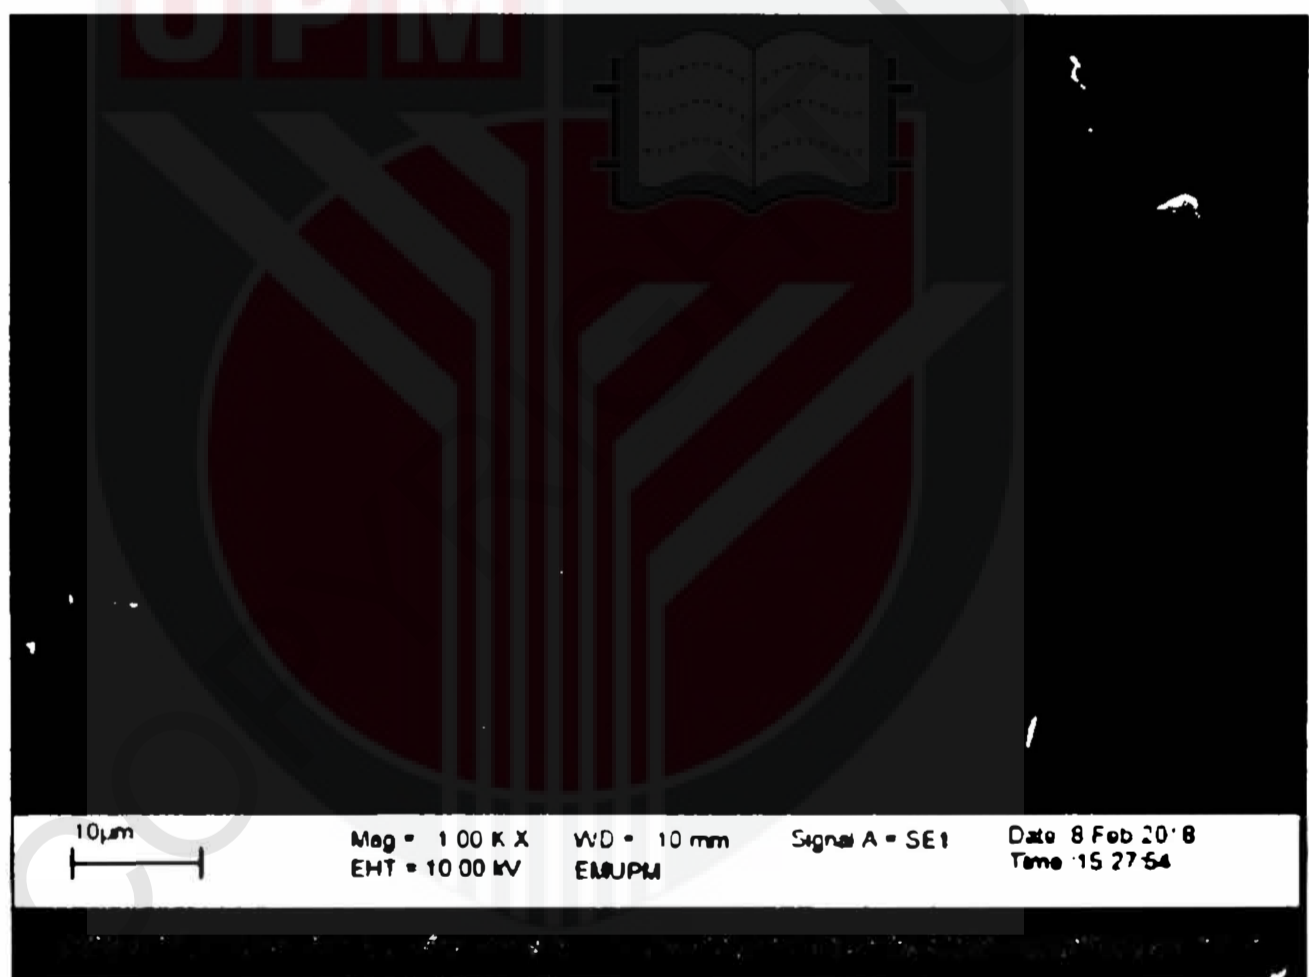 UPM
10µm
Mag = 1 00 K X
EHT = 10 00 kV
WD = 10 mm
EMUPM
Signal A = SE1
Date 8 Feb 2018
Time 15 27 54